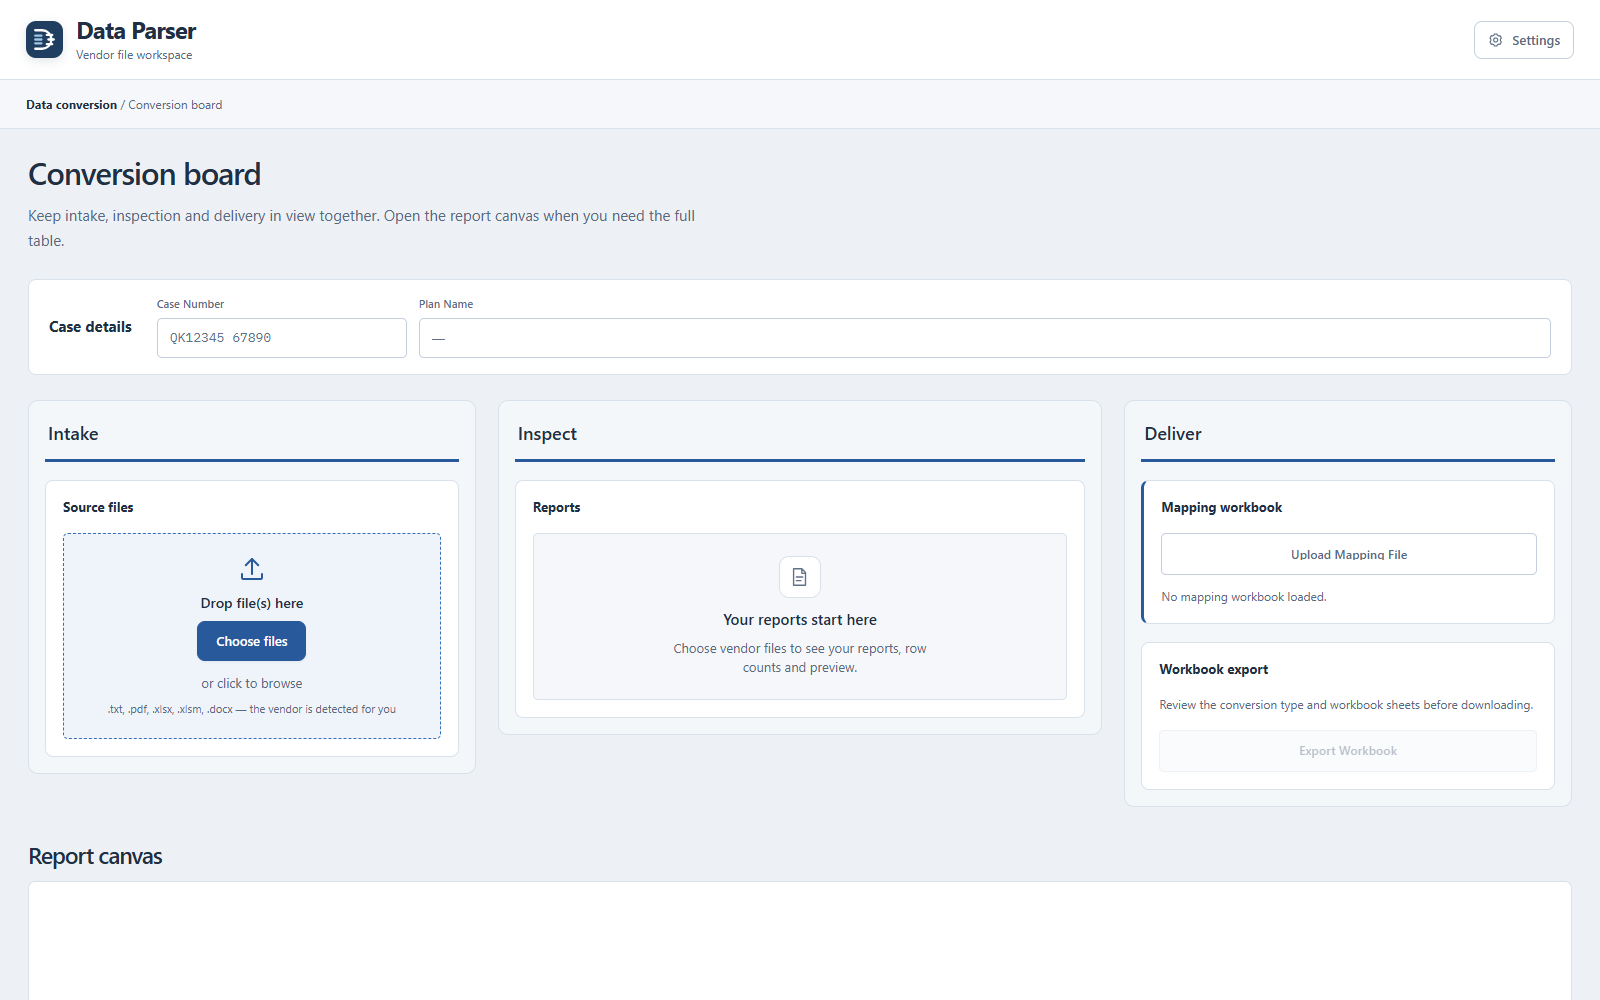 Data Parser
Vendor file workspace
Settings
Data conversion / Conversion board
Conversion board
Keep intake, inspection and delivery in view together. Open the report canvas when you need the full
table.
Case details
Case Number
QK12345 67890
Plan Name
—
Intake
Source files
Drop file(s) here
Choose files
or click to browse
.txt, .pdf, .xlsx, .xlsm, .docx — the vendor is detected for you
Inspect
Reports
Your reports start here
Choose vendor files to see your reports, row
counts and preview.
Deliver
Mapping workbook
Upload Mapping File
No mapping workbook loaded.
Workbook export
Review the conversion type and workbook sheets before downloading.
Export Workbook
Report canvas